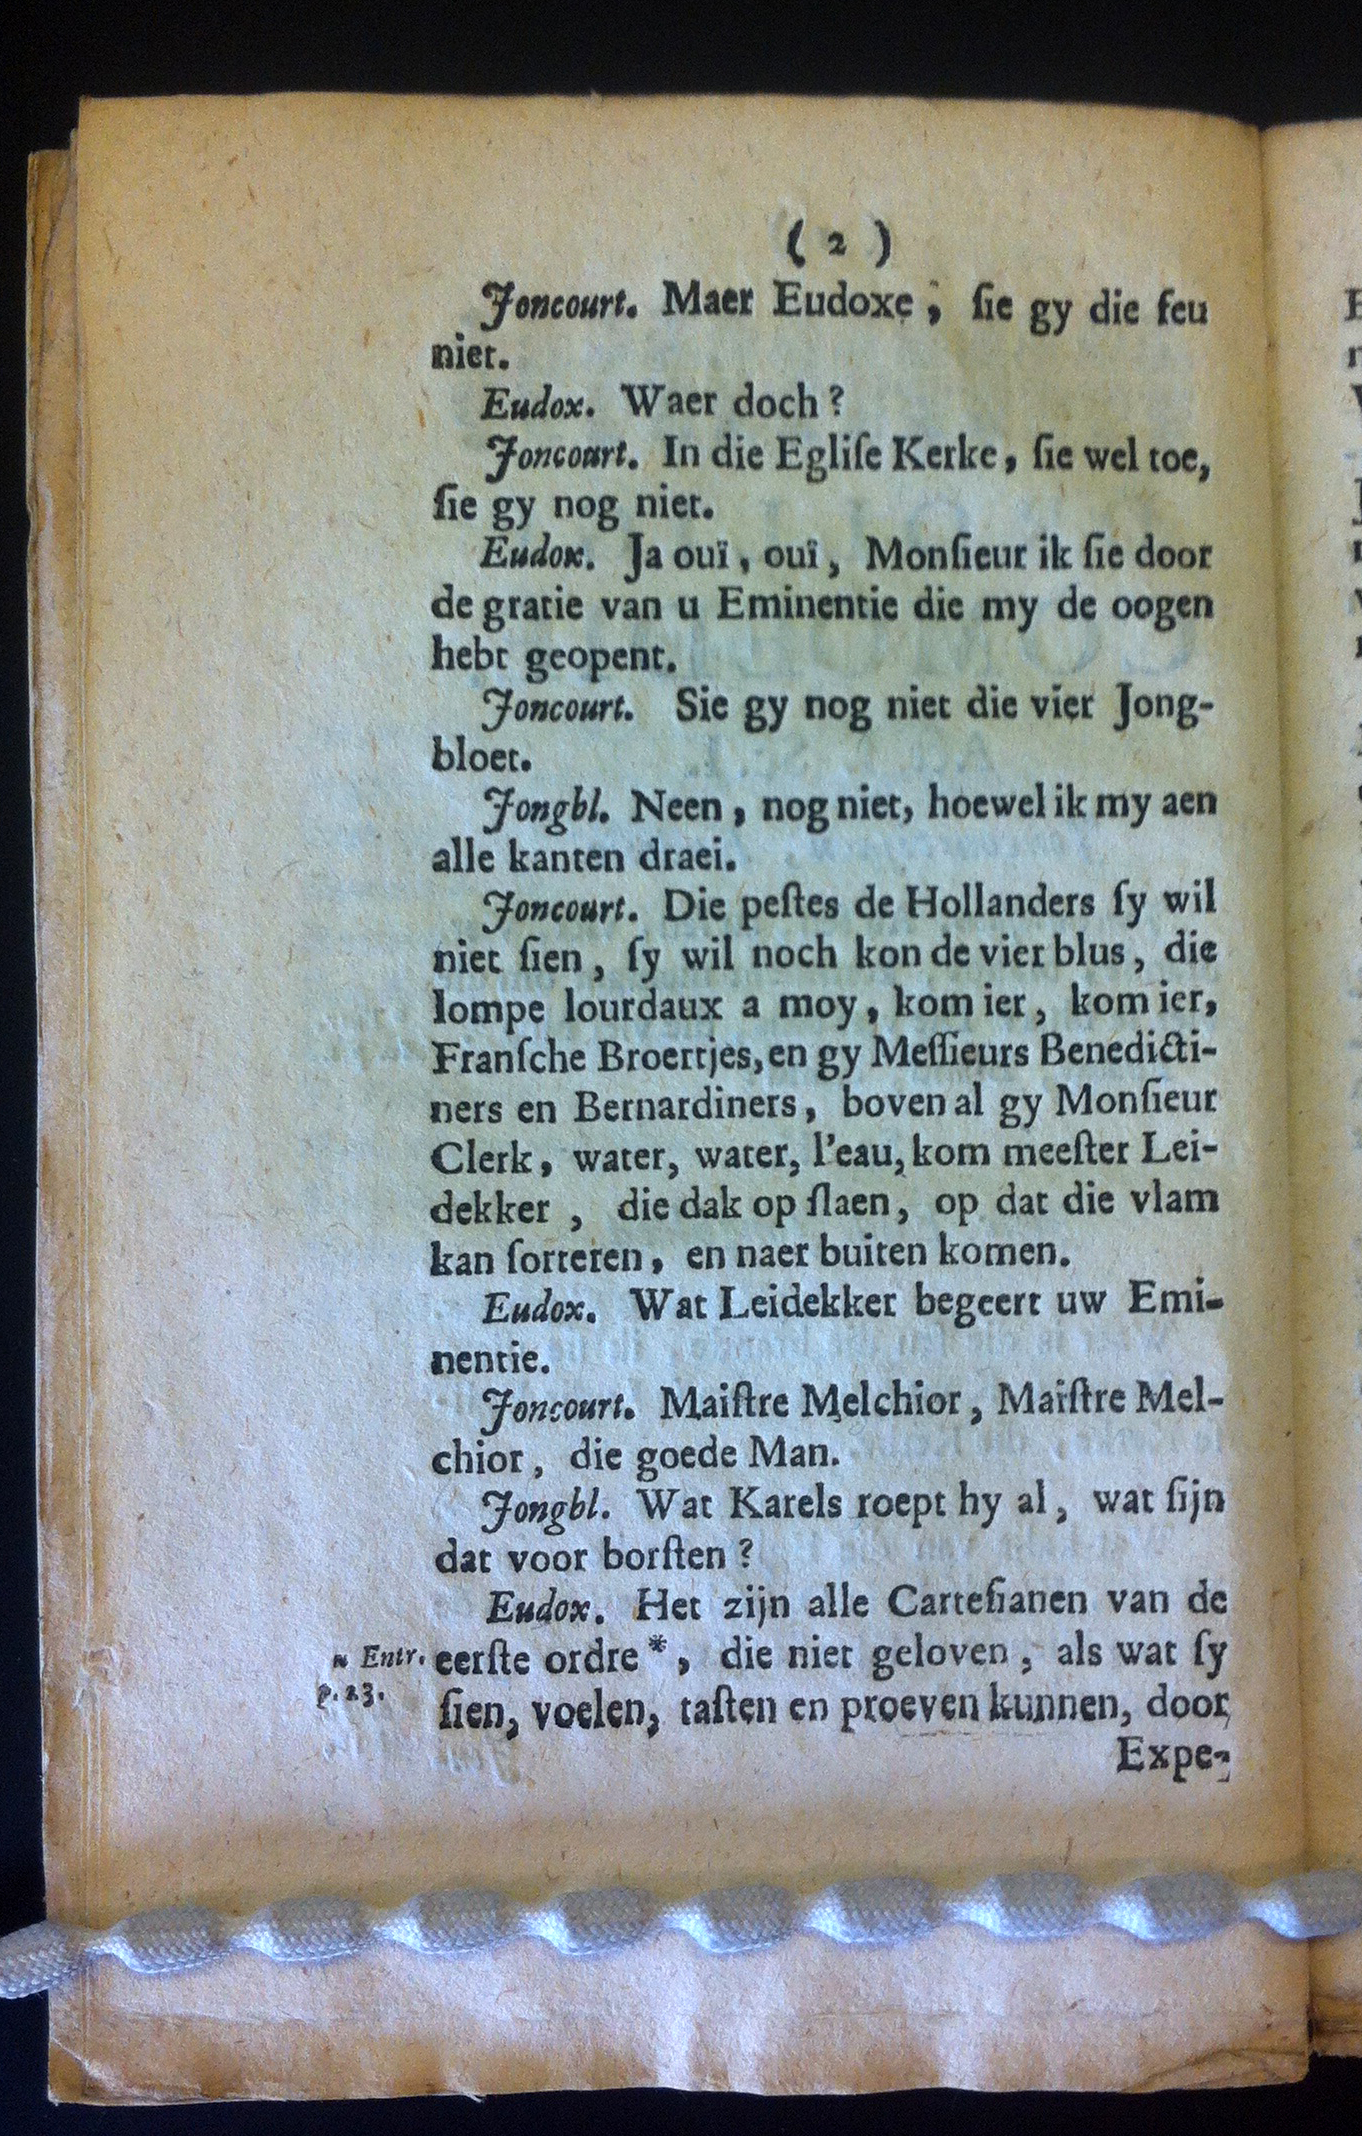 ( 2 )
Joncourt. Maer Eudoxe ; ſie gy die feu
niet.
Eudox. Waer doch ?
Joncourt. In die Egliſe Kerke, ſie wel toe,
ſie gy nog niet.
Eudox. Ja ouï, ouï, Monſieur ik ſie door
de gratie van u Eminentie die my de oogen
hebt geopent.
Joncourt. Sie gy nog niet die vier Jong-
bloet.
Jongbl. Neen, nog niet, hoewel ik my aen
alle kanten draei.
Joncourt. Die peſtes de Hollanders ſy wil
niet ſien, ſy wil noch kon de vier blus, die
lompe lourdaux a moy, kom ier, kom ier,
Franſche Broertjes, en gy Meſſieurs Benedicti-
ners en Bernardiners, boven al gy Monſieur
Clerk, water, water, l'eau, kom meeſter Lei-
dekker, die dak op ſlaen, op dat die vlam
kan ſorteren, en naer buiten komen.
Eudox. Wat Leidekker begeert uw Emi-
nentie.
Joncourt. Maiſtre Melchior, Maiſtre Mel-
chior, die goede Man.
Jongbl. Wat Karels roept hy al, wat ſijn
dat voor borſten ?
Eudox. Het zijn alle Carteſianen van de
eerſte ordre *, die niet geloven, als wat ſy
ſien, voelen, taſten en proeven kunnen, door
Expe-
* Entr.
p. 23.